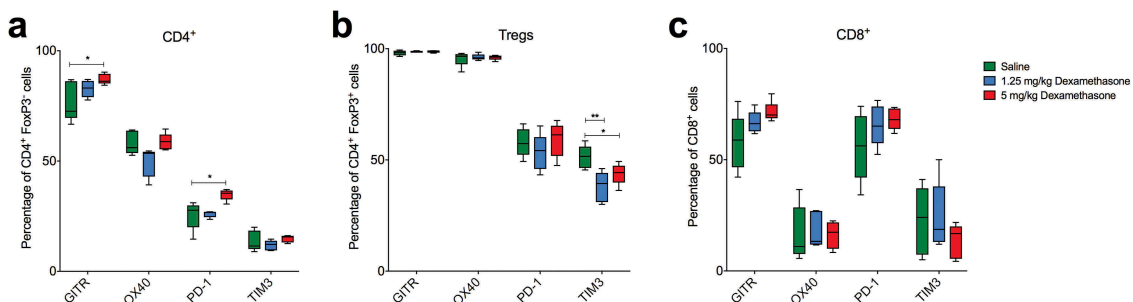 a
CD4⁺
Percentage of CD4⁺ FoxP3⁻ cells
100
50
0
*
*
GITR
OX40
PD-1
TIM3
b
Tregs
Percentage of CD4⁺ FoxP3⁺ cells
100
50
0
**
*
GITR
OX40
PD-1
TIM3
c
CD8⁺
Percentage of CD8⁺ cells
100
50
0
GITR
OX40
PD-1
TIM3
Saline
1.25 mg/kg Dexamethasone
5 mg/kg Dexamethasone